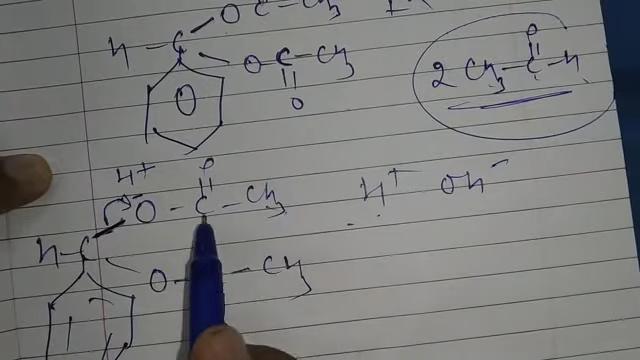 O C — CH3
H — C O — C — CH3
O
O
2 CH3 — C — H
O
H+
O
O- — C — CH3 H+ OH-
H — C
O — — CH3